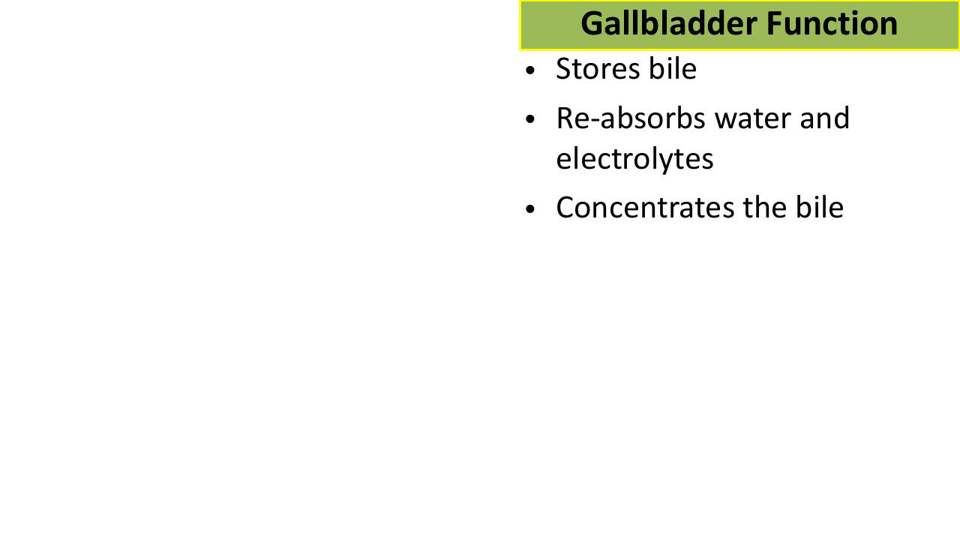 Gallbladder Function
• Stores bile
• Re-absorbs water and
electrolytes
• Concentrates the bile